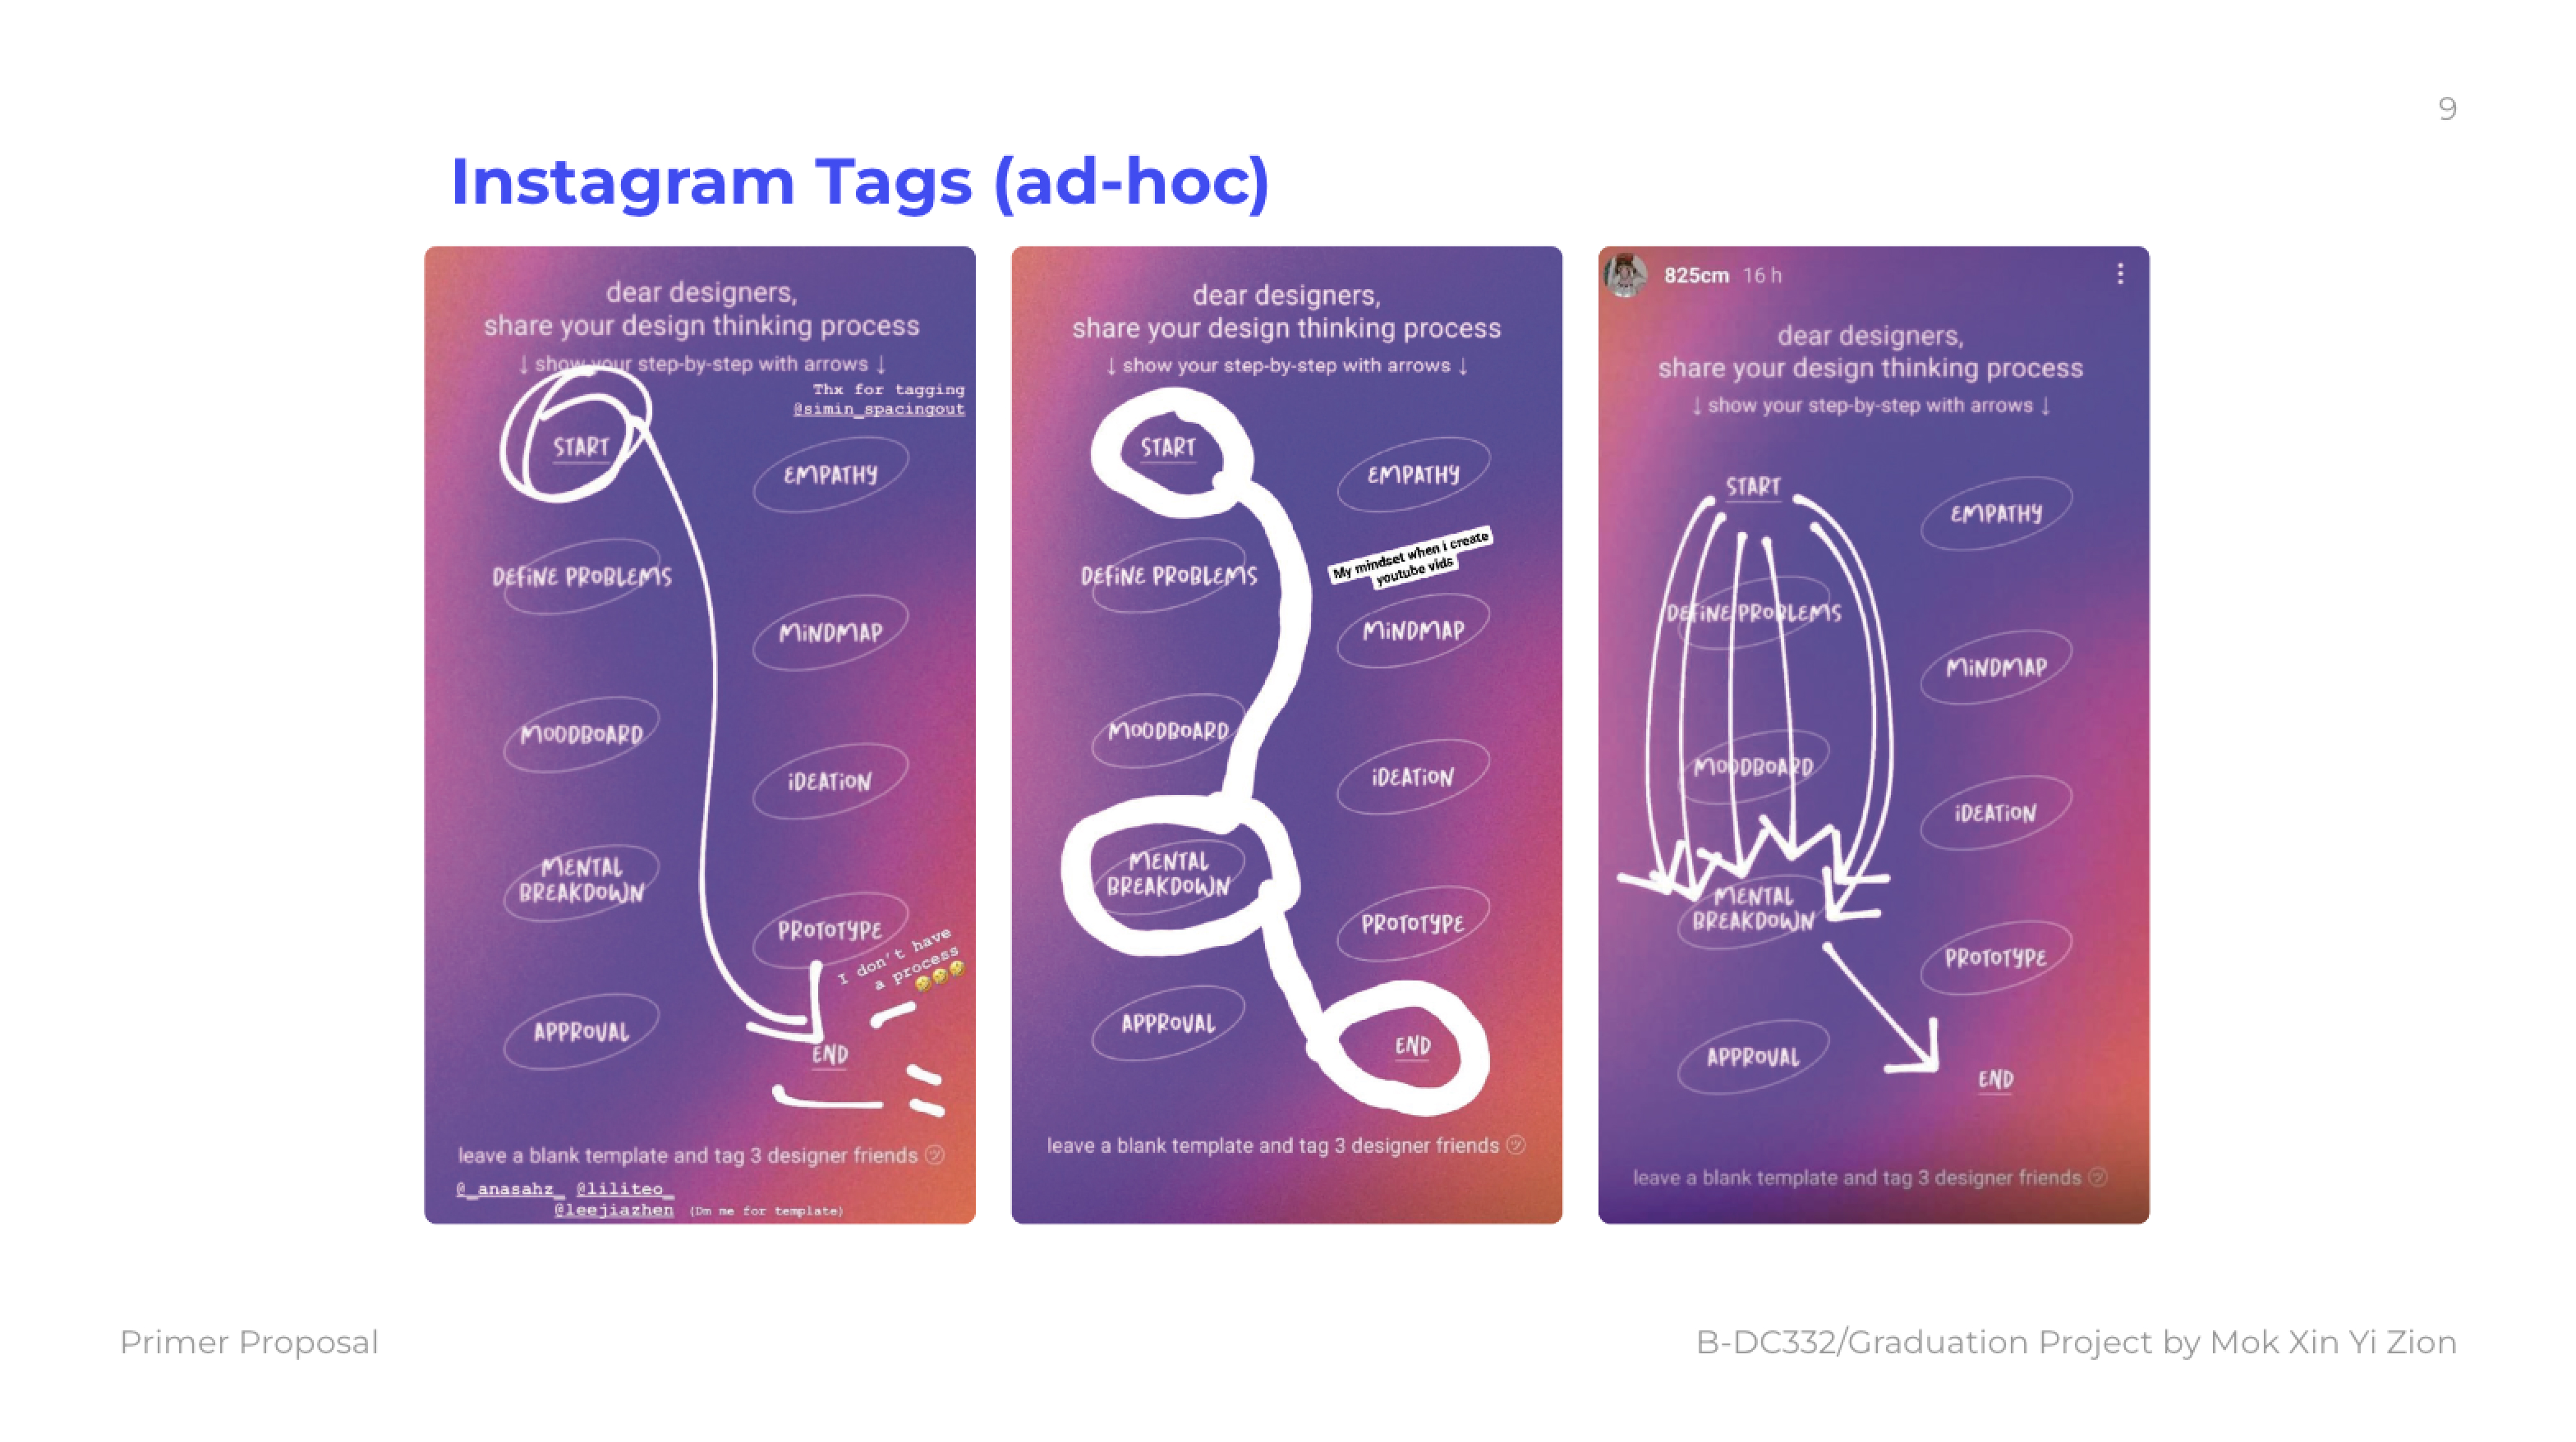 9
Instagram Tags (ad-hoc)
dear designers,
share your design thinking process
↓ show your step-by-step with arrows ↓
Thx for tagging
@simin_spacingout
START
EMPATHY
DEFiNE PROBLEMS
MiNDMAP
MOODBOARD
iDEATiON
MENTAL
BREAKDOWN
PROTOTYPE
I don't have
a process🤣🤣🤣
APPROVAL
END
leave a blank template and tag 3 designer friends ツ
@_anasahz_ @liliteo_
@leejiazhen (Dm me for template)
dear designers,
share your design thinking process
↓ show your step-by-step with arrows ↓
START
EMPATHY
My mindset when i create
youtube vids
DEFiNE PROBLEMS
MiNDMAP
MOODBOARD
iDEATiON
MENTAL
BREAKDOWN
PROTOTYPE
APPROVAL
END
leave a blank template and tag 3 designer friends ツ
825cm 16 h
dear designers,
share your design thinking process
↓ show your step-by-step with arrows ↓
START
EMPATHY
DEFiNE PROBLEMS
MiNDMAP
MOODBOARD
iDEATiON
MENTAL
BREAKDOWN
PROTOTYPE
APPROVAL
END
leave a blank template and tag 3 designer friends ツ
Primer Proposal
B-DC332/Graduation Project by Mok Xin Yi Zion